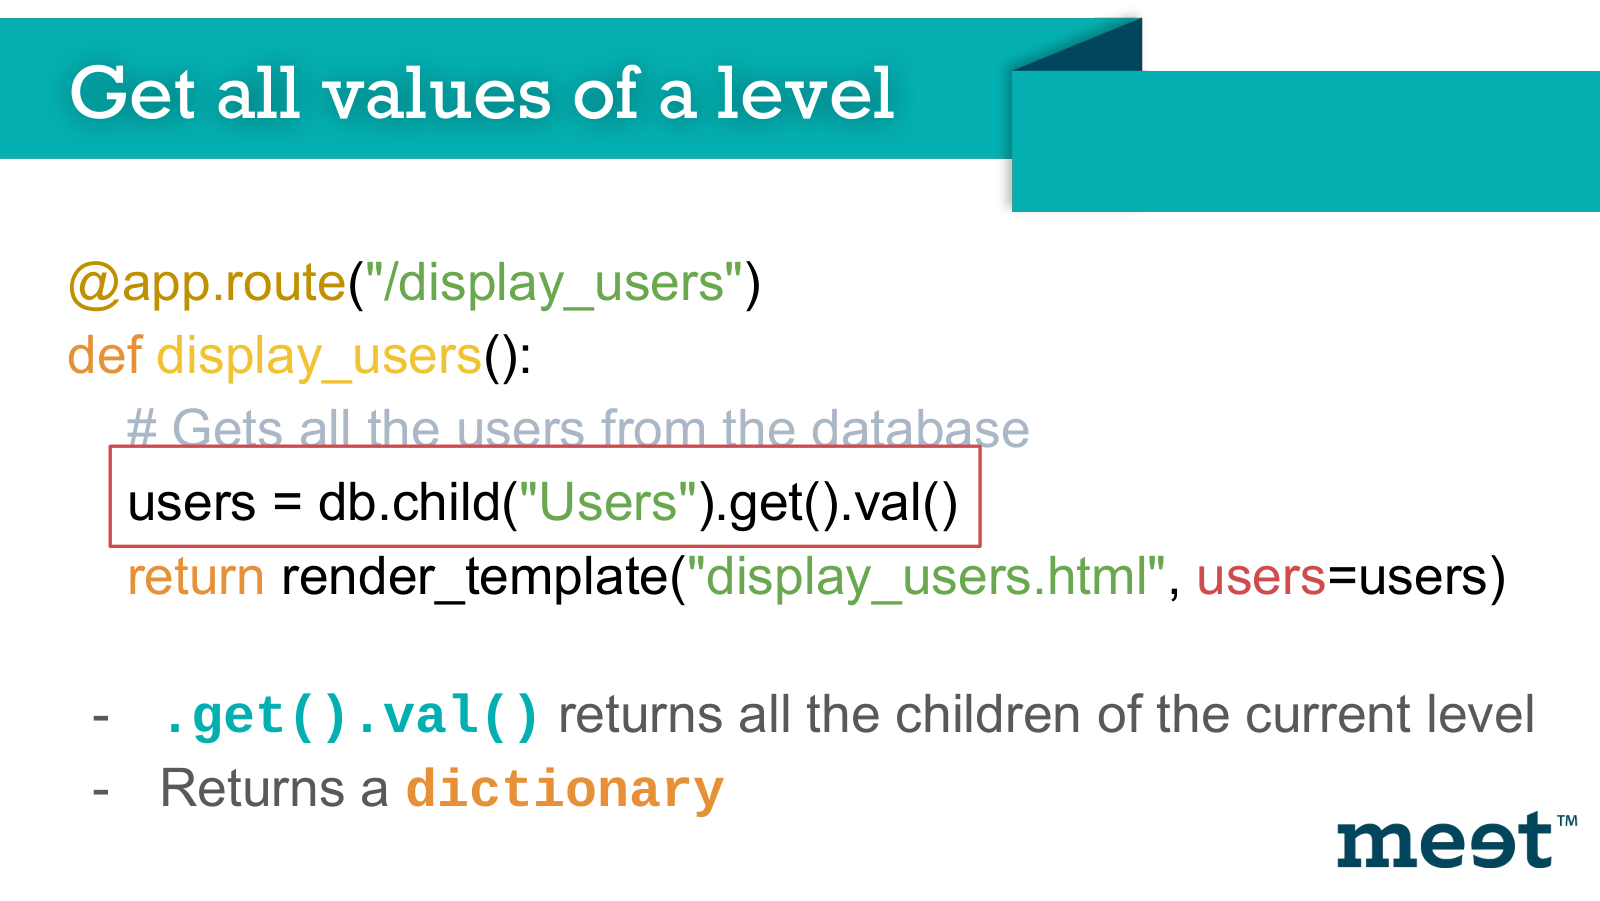 Get all values of a level
@app.route("/display_users")
def display_users():
# Gets all the users from the database
users = db.child("Users").get().val()
return render_template("display_users.html", users=users)
- .get().val() returns all the children of the current level
- Returns a dictionary
meet™